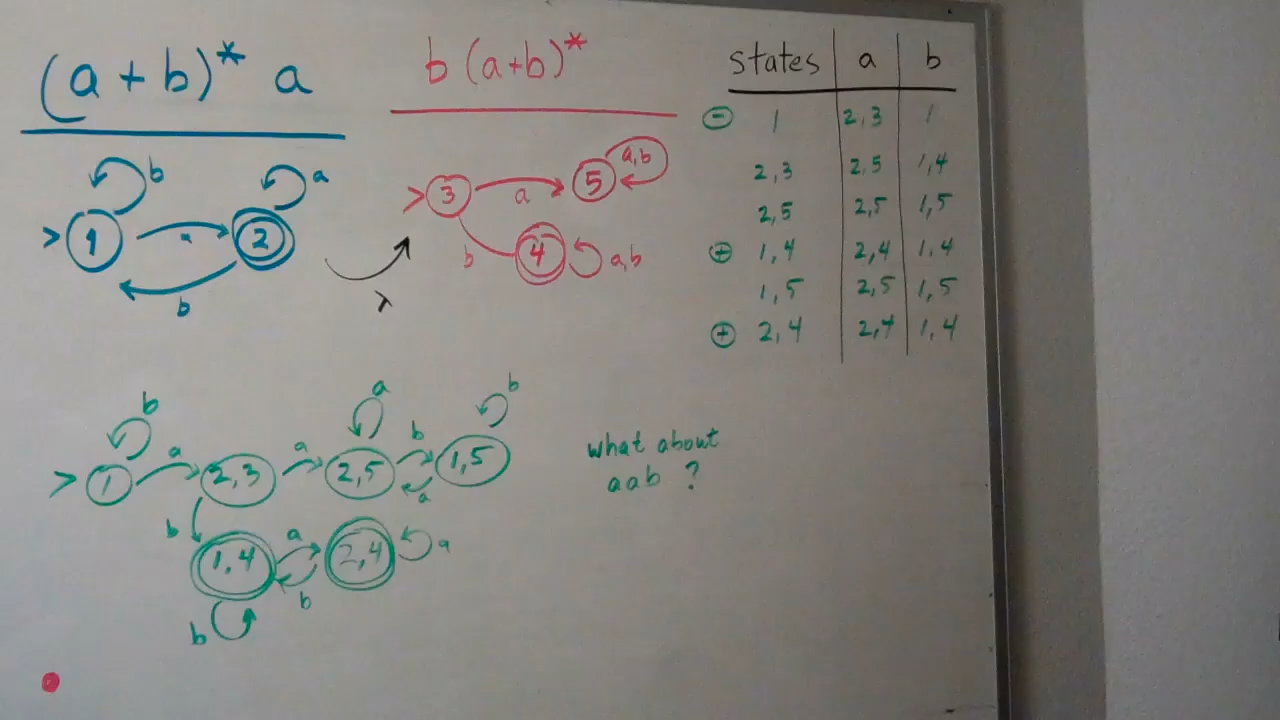 (a + b)* a
b (a+b)*
b
a
> 1
a
2
b
λ
> 3
a
5
a,b
b
4
a,b
states a b
- 1 2,3 1
2,3 2,5 1,4
2,5 2,5 1,5
+ 1,4 2,4 1,4
1,5 2,5 1,5
+ 2,4 2,4 1,4
b
a
b
> 1
a
2,3
a
2,5
b
a
1,5
b
1,4
a
b
2,4
a
b
what about
aab ?